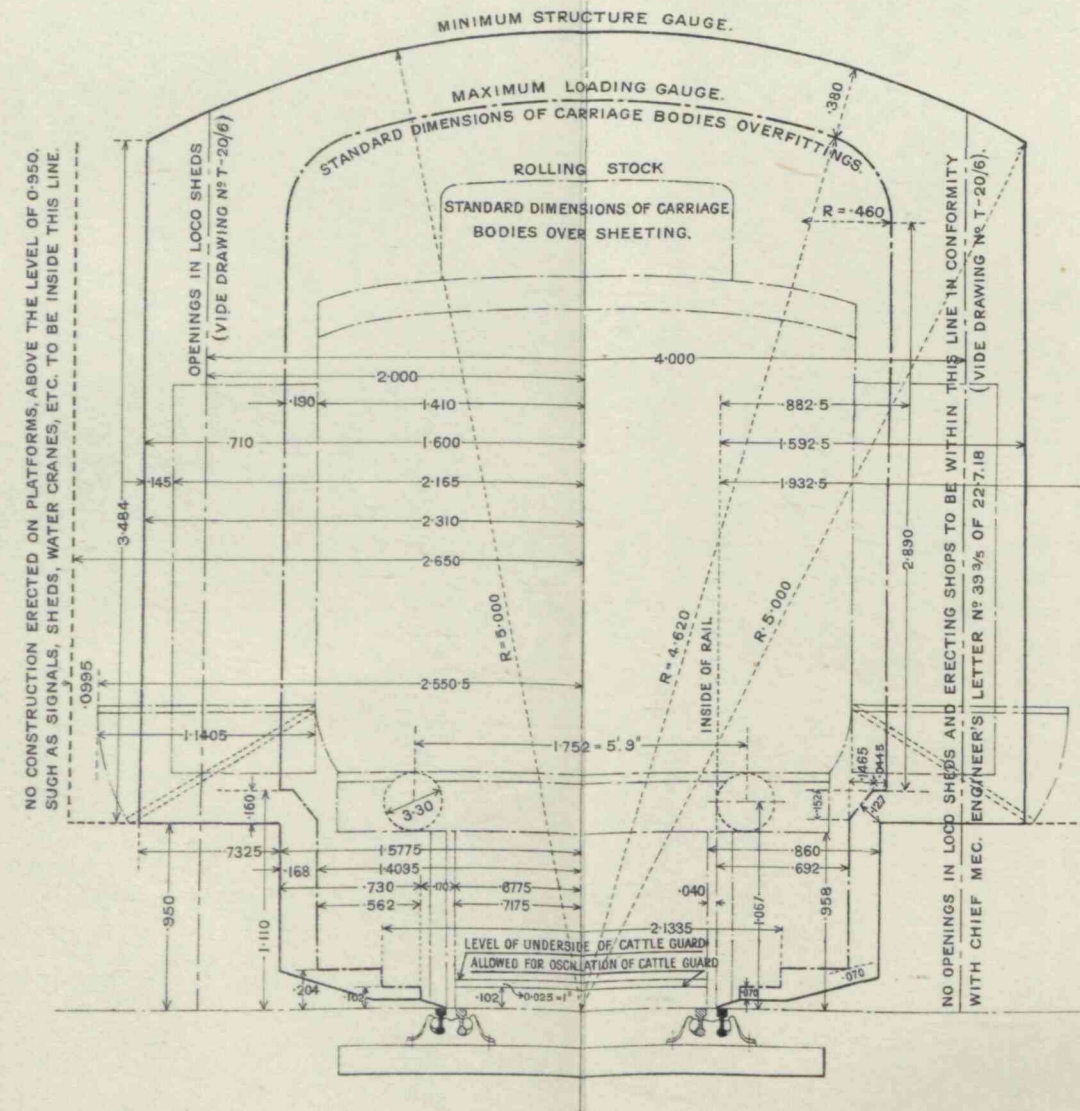 MINIMUM STRUCTURE GAUGE.
MAXIMUM LOADING GAUGE.
STANDARD DIMENSIONS OF CARRIAGE BODIES OVERFITTINGS.
.380
ROLLING STOCK
STANDARD DIMENSIONS OF CARRIAGE
BODIES OVER SHEETING.
R=.460
NO CONSTRUCTION ERECTED ON PLATFORMS, ABOVE THE LEVEL OF 0.950.
SUGH AS SIGNALS, SHEDS, WATER CRANES, ETC. TO BE INSIDE THIS LINE.
OPENINGS IN LOCO SHEDS
(VIDE DRAWING Nº T-20/6)
4.000
2.000
.190
1.410
.882.5
.710
1.600
1.592.5
.145
2.165
1.932.5
3.484
2.310
2.650
2.890
R=5.000
R=4.620
R.5.000
INSIDE OF RAIL
.0995
2.550.5
1.1405
1.752=5'.9"
.1465
.0445
.160
3.30
1.152
.127
.7325
1.5775
.860
.168
1.4035
.692
.730
.6775
.040
.562
.7175
.950
1.110
1.067
.958
2.1335
LEVEL OF UNDERSIDE OF CATTLE GUARD
ALLOWED FOR OSCILLATION OF CATTLE GUARD
.204
.102
.102
0.025=1"
.070
.070
NO OPENINGS IN LOCO SHEDS AND ERECTING SHOPS TO BE WITHIN THIS LINE IN CONFORMITY
WITH CHIEF MEC. ENGINEER'S LETTER Nº 39 3/5 OF 22.7.18 (VIDE DRAWING Nº T-20/6).